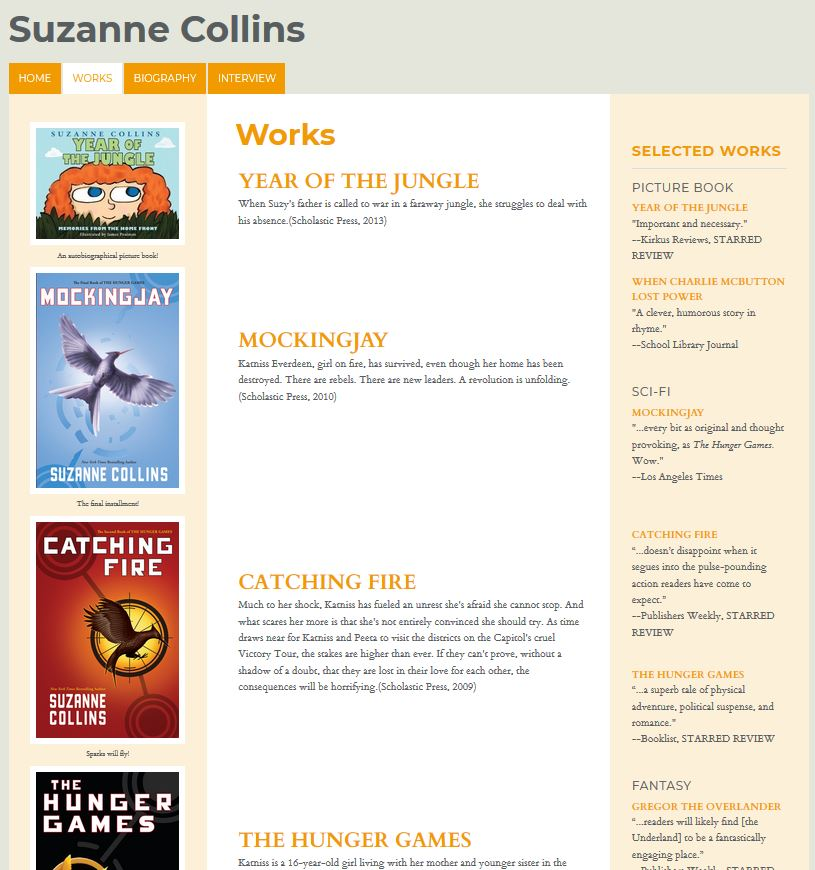 Suzanne Collins
HOME
WORKS
BIOGRAPHY
INTERVIEW
SUZANNE COLLINS
YEAR OF
THE JUNGLE
MEMORIES FROM THE HOME FRONT
Illustrated by James Proimos
An autobiographical picture book!
The Final Book of THE HUNGER GAMES
MOCKINGJAY
New York Times Bestselling Author
SUZANNE COLLINS
The final installment!
The Second Book of THE HUNGER GAMES
CATCHING
FIRE
New York Times Bestselling Author
SUZANNE
COLLINS
Sparks will fly!
THE
HUNGER
GAMES
Works
YEAR OF THE JUNGLE
When Suzy's father is called to war in a faraway jungle, she struggles to deal with
his absence.(Scholastic Press, 2013)
MOCKINGJAY
Katniss Everdeen, girl on fire, has survived, even though her home has been
destroyed. There are rebels. There are new leaders. A revolution is unfolding.
(Scholastic Press, 2010)
CATCHING FIRE
Much to her shock, Katniss has fueled an unrest she's afraid she cannot stop. And
what scares her more is that she's not entirely convinced she should try. As time
draws near for Katniss and Peeta to visit the districts on the Capitol's cruel
Victory Tour, the stakes are higher than ever. If they can't prove, without a
shadow of a doubt, that they are lost in their love for each other, the
consequences will be horrifying.(Scholastic Press, 2009)
THE HUNGER GAMES
Katniss is a 16-year-old girl living with her mother and younger sister in the
SELECTED WORKS
PICTURE BOOK
YEAR OF THE JUNGLE
"Important and necessary."
--Kirkus Reviews, STARRED
REVIEW
WHEN CHARLIE MCBUTTON
LOST POWER
"A clever, humorous story in
rhyme."
--School Library Journal
SCI-FI
MOCKINGJAY
"...every bit as original and thought
provoking, as The Hunger Games.
Wow."
--Los Angeles Times
CATCHING FIRE
“...doesn't disappoint when it
segues into the pulse-pounding
action readers have come to
expect.”
--Publishers Weekly, STARRED
REVIEW
THE HUNGER GAMES
“...a superb tale of physical
adventure, political suspense, and
romance.”
--Booklist, STARRED REVIEW
FANTASY
GREGOR THE OVERLANDER
“...readers will likely find [the
Underland] to be a fantastically
engaging place.”
--Publishers Weekly, STARRED